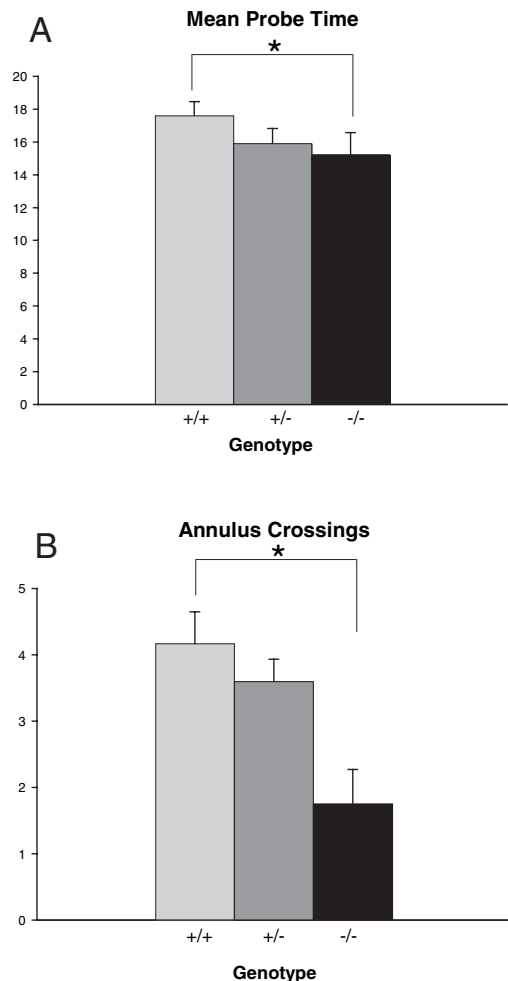 A
Mean Probe Time
*
20
18
16
14
12
10
8
6
4
2
0
+/+ +/- -/-
Genotype
B
Annulus Crossings
*
5
4
3
2
1
0
+/+ +/- -/-
Genotype